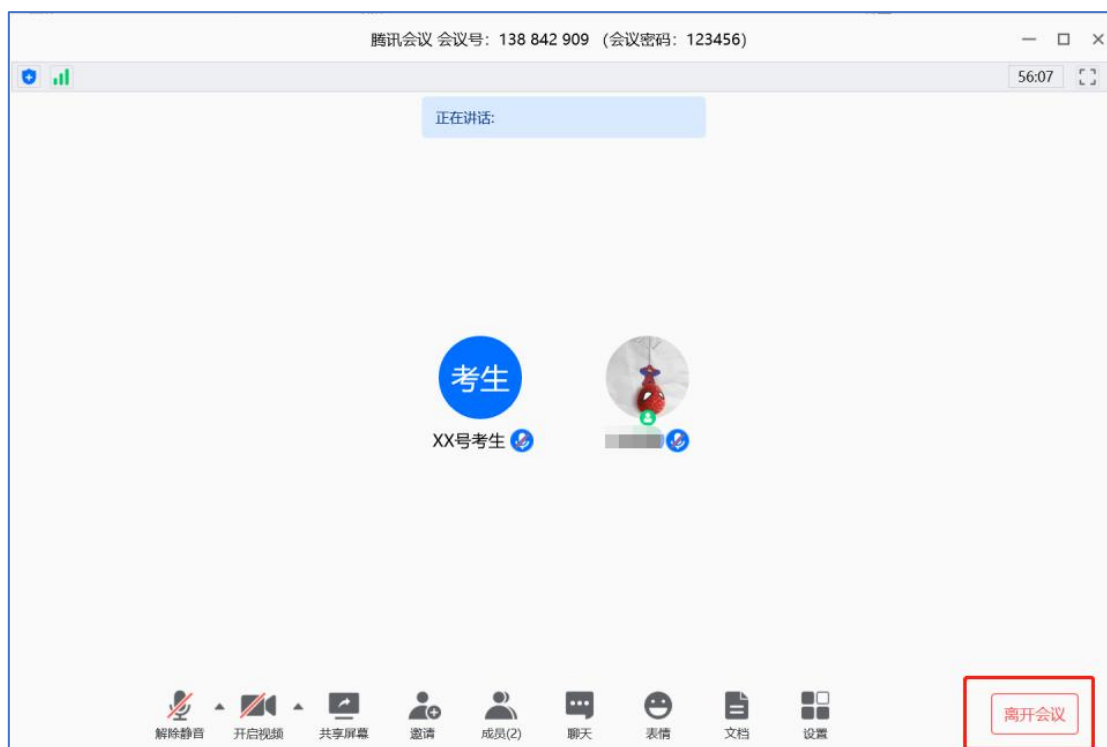 腾讯会议 会议号：138 842 909 （会议密码：123456）
56:07
正在讲话:
考生
XX号考生
解除静音 开启视频 共享屏幕 邀请 成员(2) 聊天 表情 文档 设置 离开会议